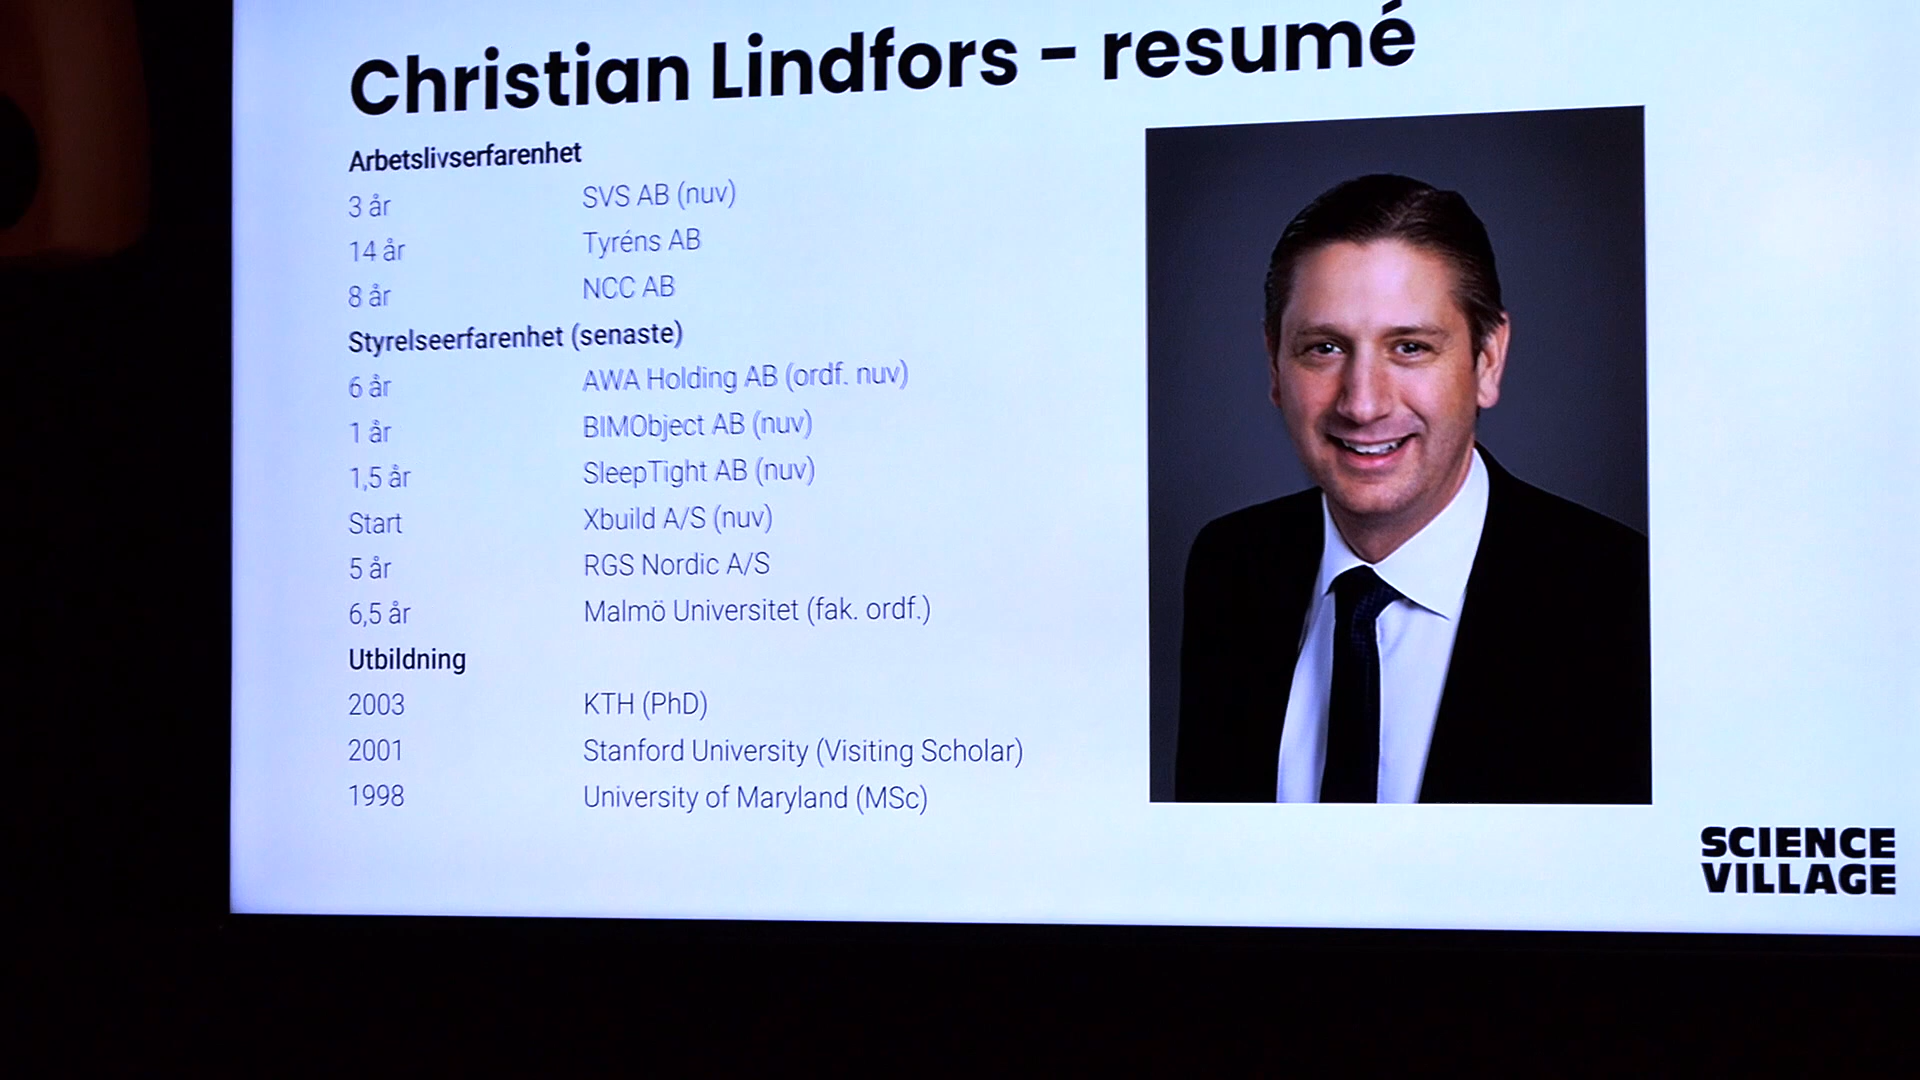 Christian Lindfors - resumé
Arbetslivserfarenhet
3 år SVS AB (nuv)
14 år Tyréns AB
8 år NCC AB
Styrelseerfarenhet (senaste)
6 år AWA Holding AB (ordf. nuv)
1 år BIMObject AB (nuv)
1,5 år SleepTight AB (nuv)
Start Xbuild A/S (nuv)
5 år RGS Nordic A/S
6,5 år Malmö Universitet (fak. ordf.)
Utbildning
2003 KTH (PhD)
2001 Stanford University (Visiting Scholar)
1998 University of Maryland (MSc)
SCIENCE
VILLAGE